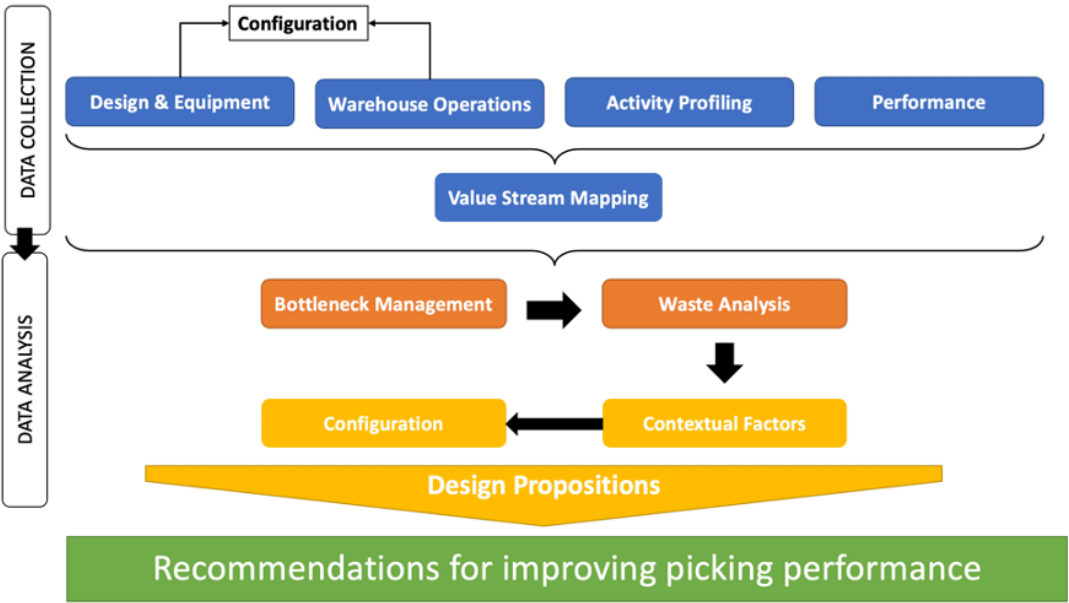 Configuration
DATA COLLECTION
Design & Equipment
Warehouse Operations
Activity Profiling
Performance
Value Stream Mapping
DATA ANALYSIS
Bottleneck Management
Waste Analysis
Configuration
Contextual Factors
Design Propositions
Recommendations for improving picking performance